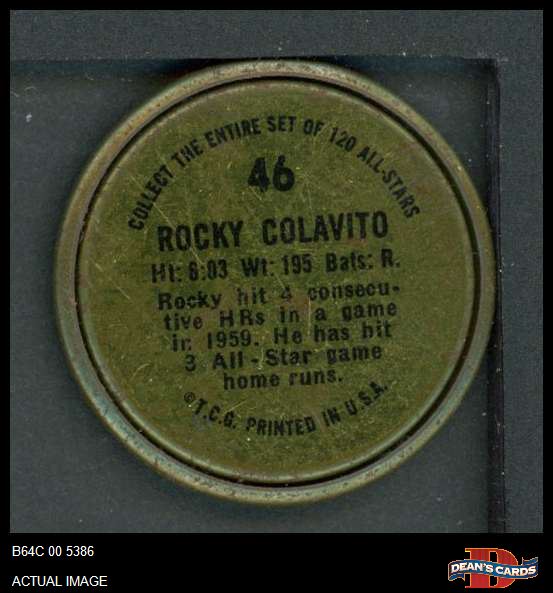 COLLECT THE ENTIRE SET OF 120 ALL-STARS
46
ROCKY COLAVITO
Ht: 6:03 Wt: 195 Bats: R.
Rocky hit 4 consecu-
tive HRs in a game
in 1959. He has hit
3 All-Star game
home runs.
©T.C.G. PRINTED IN U.S.A.
B64C 00 5386
ACTUAL IMAGE
D
DEAN'S CARDS